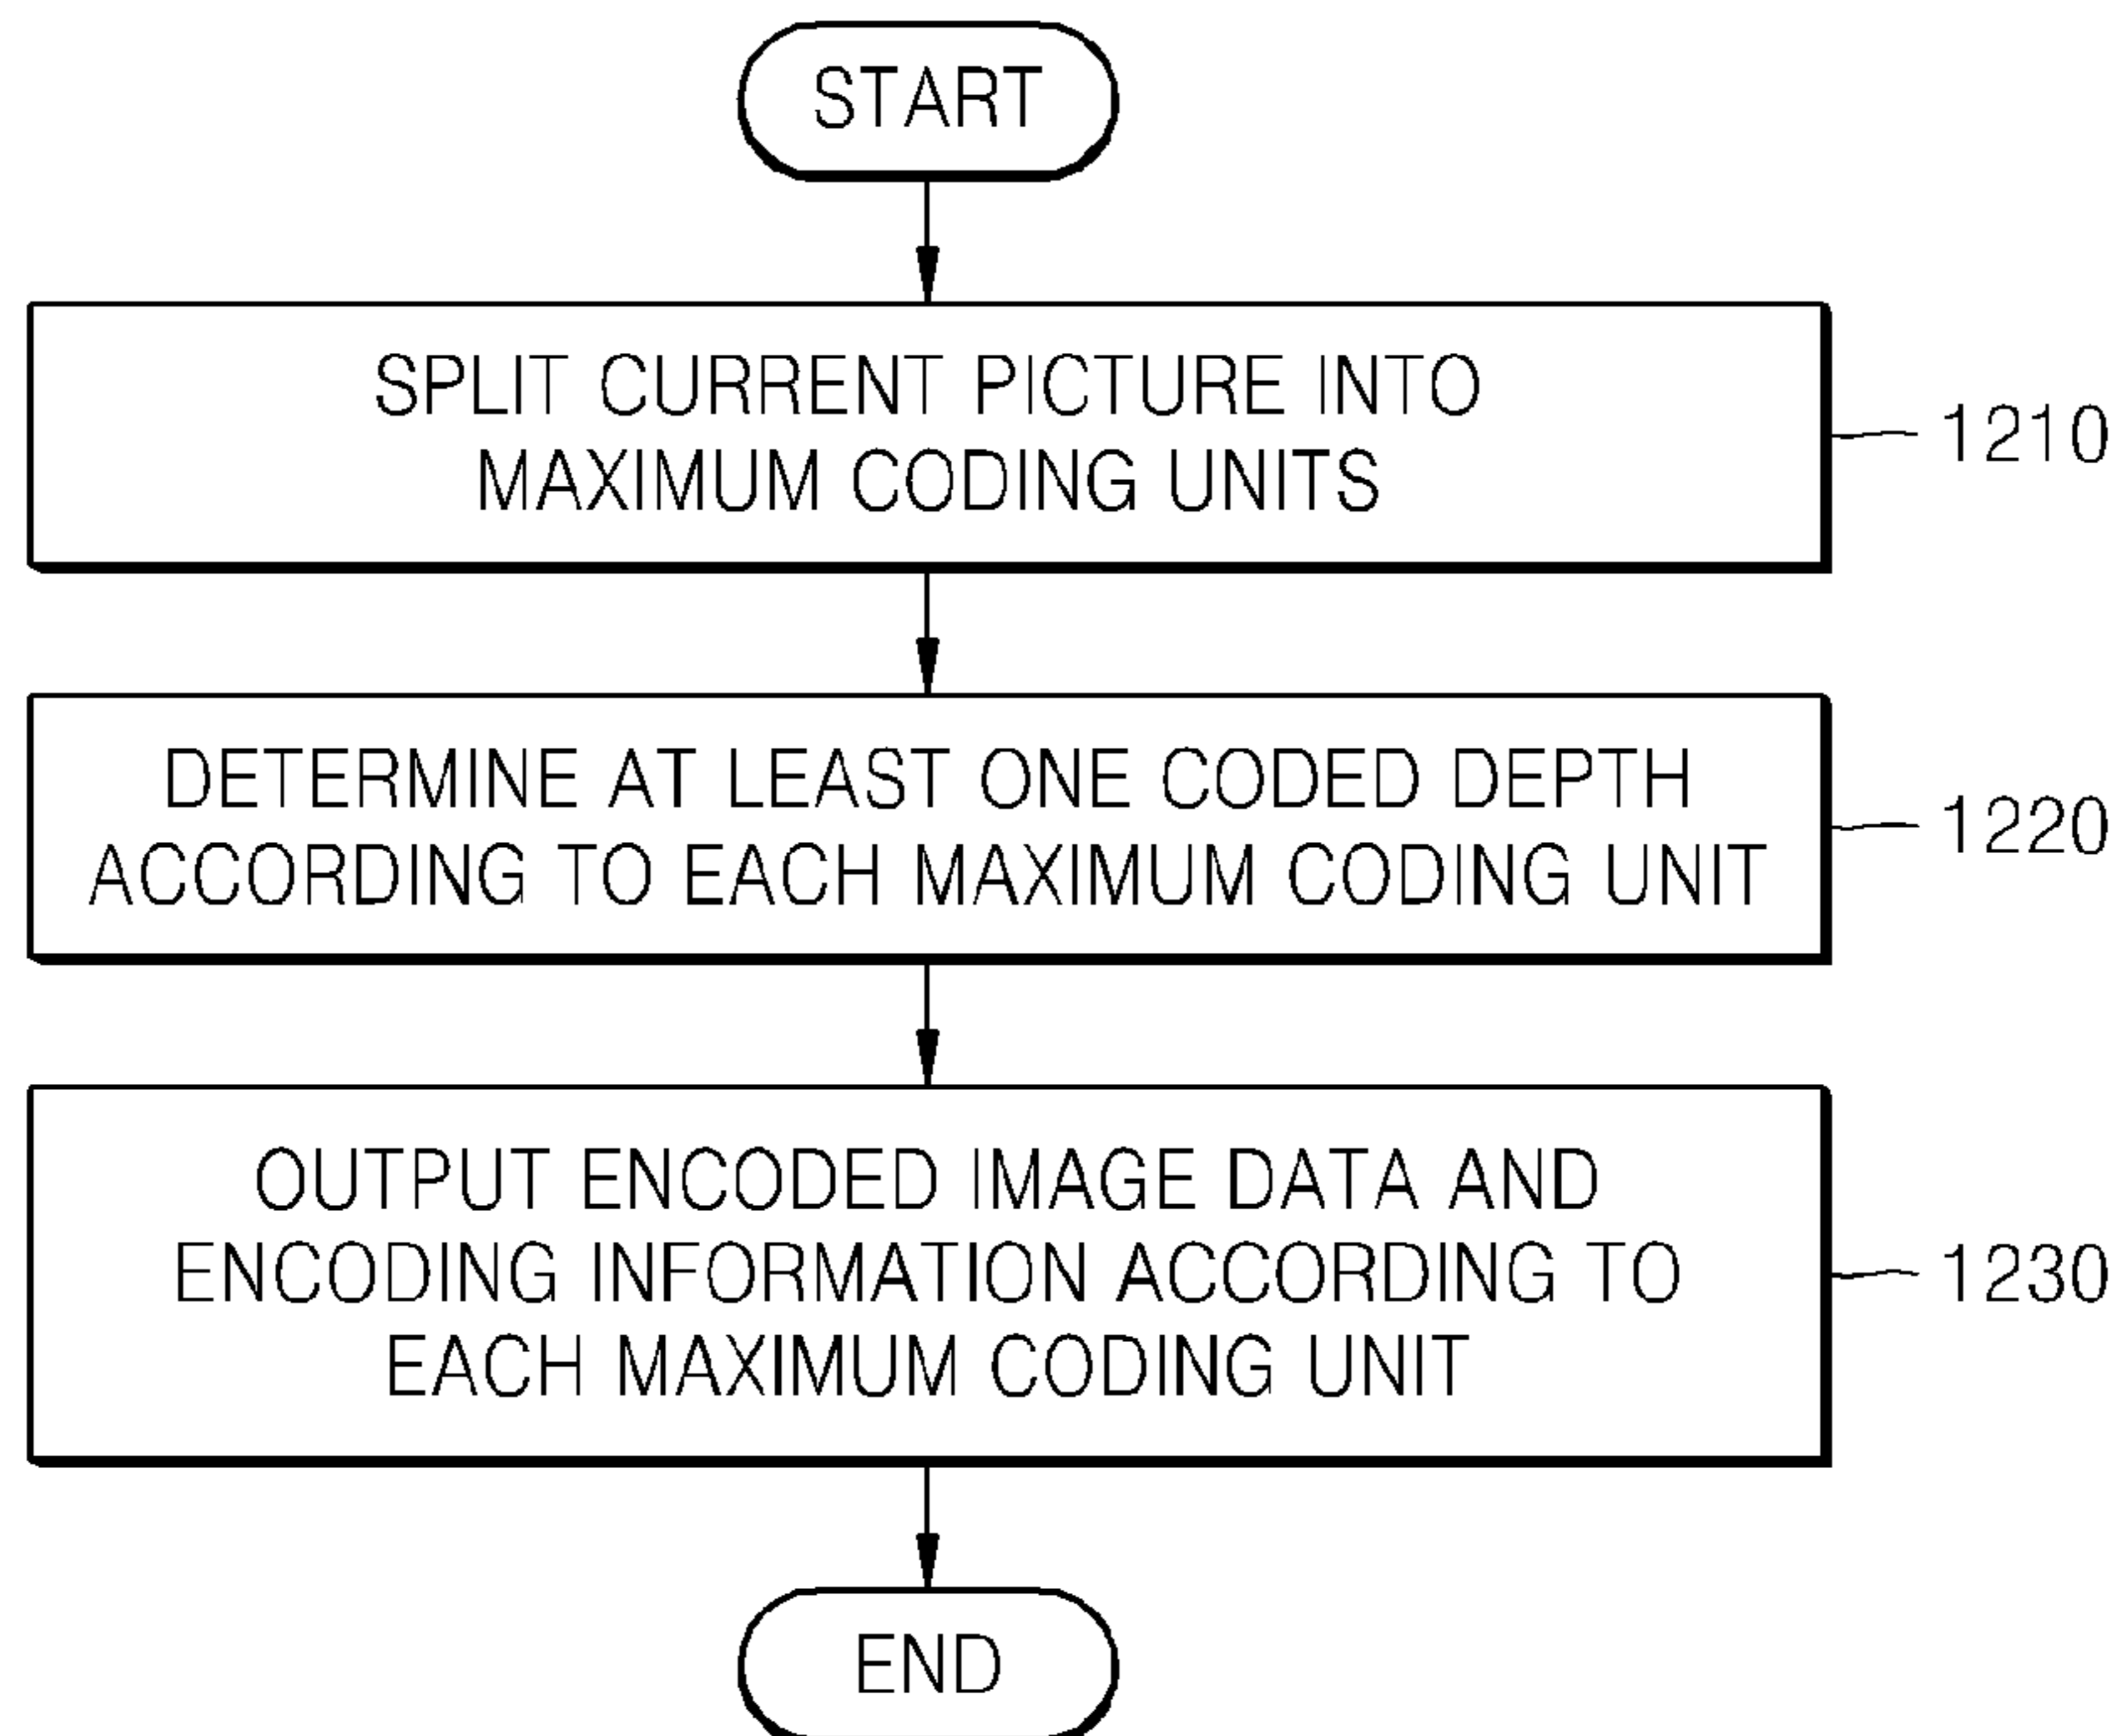 START
SPLIT CURRENT PICTURE INTO
MAXIMUM CODING UNITS
1210
DETERMINE AT LEAST ONE CODED DEPTH
ACCORDING TO EACH MAXIMUM CODING UNIT
1220
OUTPUT ENCODED IMAGE DATA AND
ENCODING INFORMATION ACCORDING TO
EACH MAXIMUM CODING UNIT
1230
END